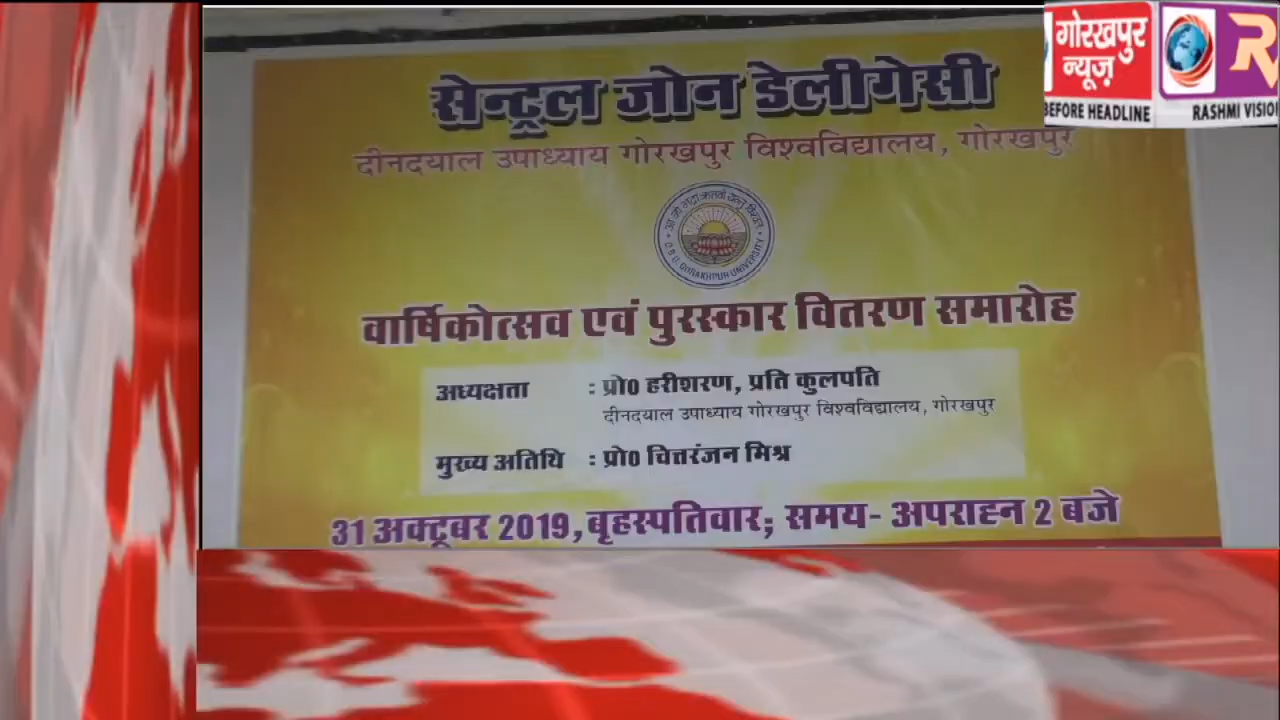 गोरखपुर
न्यूज़
BEFORE HEADLINE
R
RASHMI VISION
सेन्ट्रल जोन डेलीगेसी
दीनदयाल उपाध्याय गोरखपुर विश्वविद्यालय, गोरखपुर
D.D.U. GORAKHPUR UNIVERSITY
वार्षिकोत्सव एवं पुरस्कार वितरण समारोह
अध्यक्षता : प्रो0 हरीशरण, प्रति कुलपति
दीनदयाल उपाध्याय गोरखपुर विश्वविद्यालय, गोरखपुर
मुख्य अतिथि : प्रो0 चित्तरंजन मिश्र
31 अक्टूबर 2019, बृहस्पतिवार; समय- अपराह्न 2 बजे